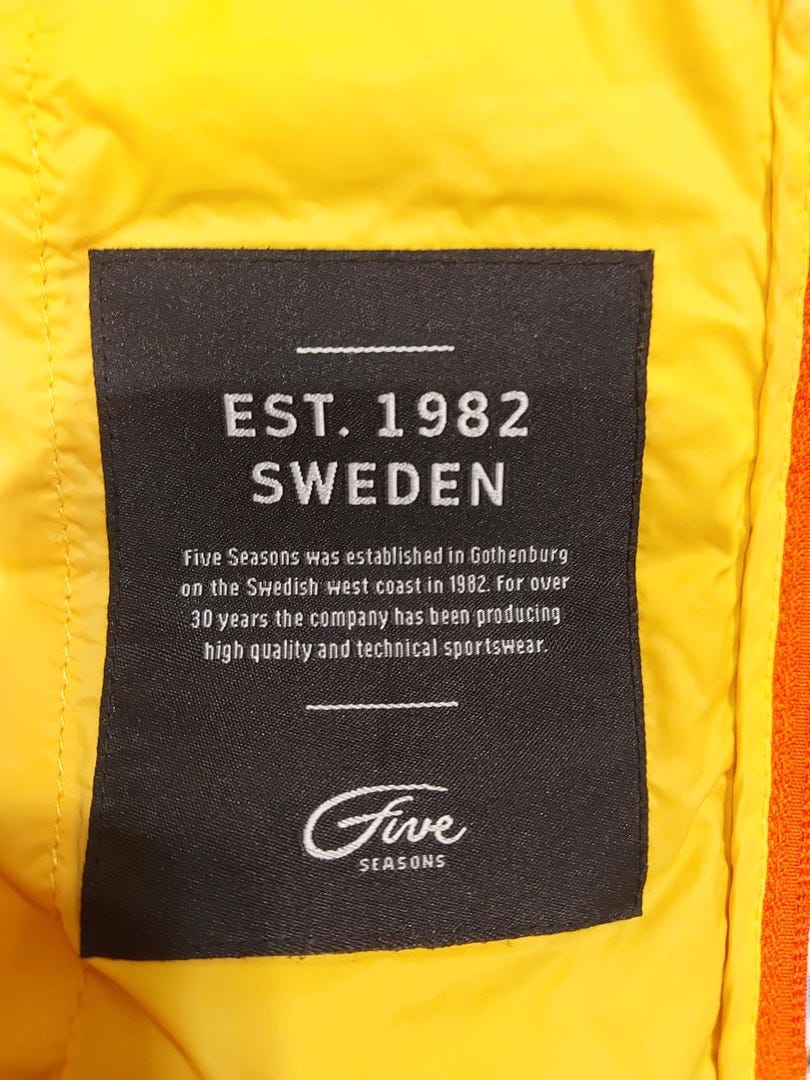 EST. 1982
SWEDEN
Five Seasons was established in Gothenburg
on the Swedish west coast in 1982. For over
30 years the company has been producing
high quality and technical sportswear.
Five
SEASONS